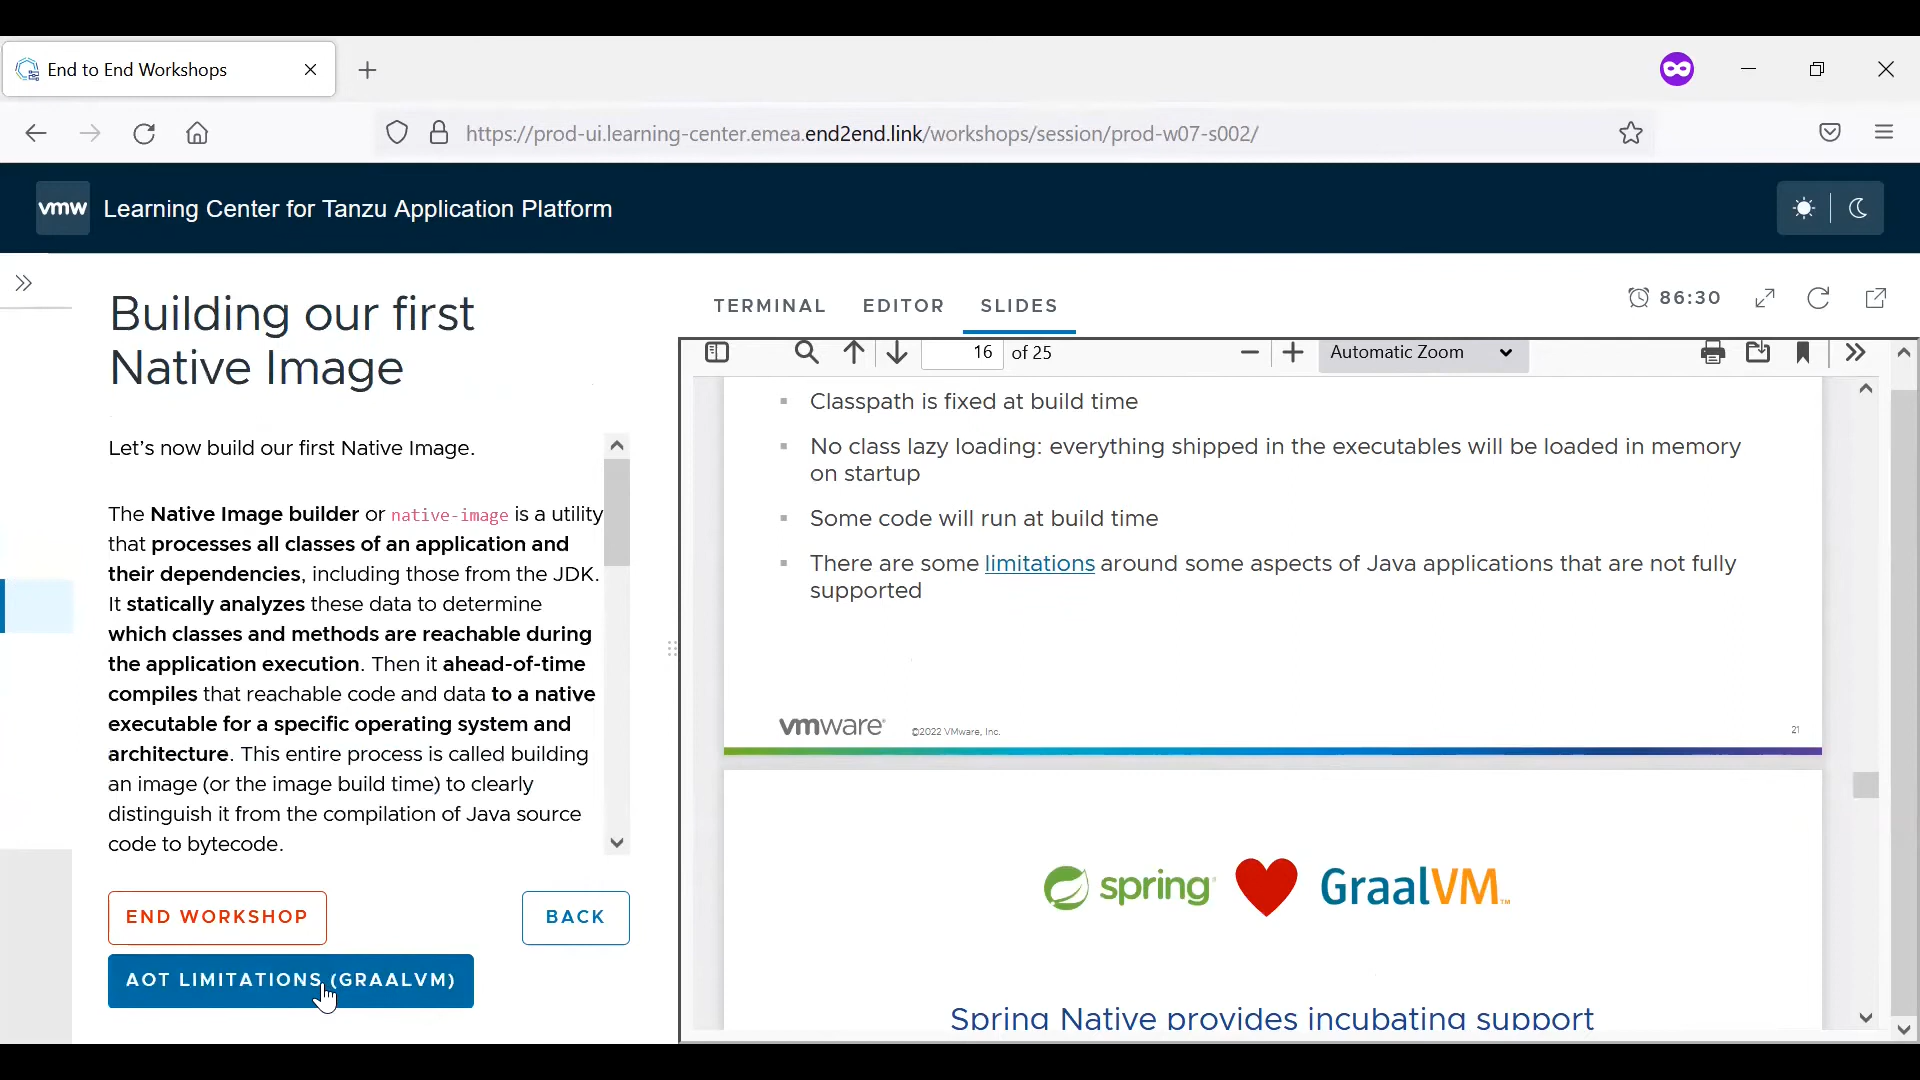 End to End Workshops
https://prod-ui.learning-center.emea.end2end.link/workshops/session/prod-w07-s002/
vmw Learning Center for Tanzu Application Platform
Building our first
Native Image
Let's now build our first Native Image.
The Native Image builder or native-image is a utility
that processes all classes of an application and
their dependencies, including those from the JDK.
It statically analyzes these data to determine
which classes and methods are reachable during
the application execution. Then it ahead-of-time
compiles that reachable code and data to a native
executable for a specific operating system and
architecture. This entire process is called building
an image (or the image build time) to clearly
distinguish it from the compilation of Java source
code to bytecode.
END WORKSHOP
BACK
AOT LIMITATIONS (GRAALVM)
TERMINAL EDITOR SLIDES
86:30
16 of 25
Automatic Zoom
Classpath is fixed at build time
No class lazy loading: everything shipped in the executables will be loaded in memory
on startup
Some code will run at build time
There are some limitations around some aspects of Java applications that are not fully
supported
vmware®
©2022 VMware, Inc.
21
spring®
GraalVM™
Spring Native provides incubating support